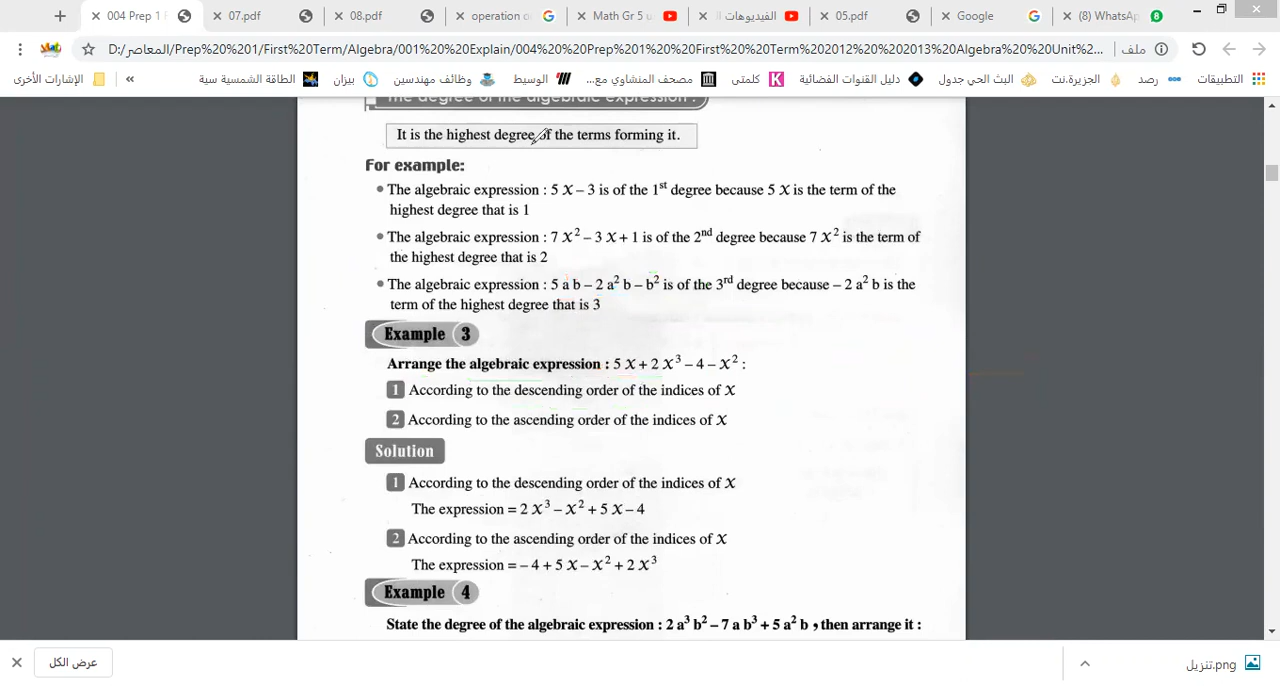 004 Prep 1 F
07.pdf
08.pdf
operation o
Math Gr 5 u
الفيديوهات ال
05.pdf
Google
(8) WhatsAp
D:/المعاصر/Prep%20%201/First%20Term/Algebra/001%20%20Explain/004%20%20Prep%201%20%20First%20%20Term%202012%20%202013%20Algebra%20%20Unit%...
ملف
التطبيقات
رصد
الجزيرة.نت
البث الحي جدول
دليل القنوات الفضائية
كلمتى
مصحف المنشاوي مع...
الوسيط
وظائف مهندسين
بيزان
الطاقة الشمسية سية
»
الإشارات الأخرى
The degree of the algebraic expression :
It is the highest degree of the terms forming it.
For example:
• The algebraic expression : 5 X – 3 is of the 1st degree because 5 X is the term of the
highest degree that is 1
• The algebraic expression : 7 X² – 3 X + 1 is of the 2nd degree because 7 X² is the term of
the highest degree that is 2
• The algebraic expression : 5 a b – 2 a² b – b² is of the 3rd degree because – 2 a² b is the
term of the highest degree that is 3
Example 3
Arrange the algebraic expression : 5 X + 2 X³ – 4 – X² :
1 According to the descending order of the indices of X
2 According to the ascending order of the indices of X
Solution
1 According to the descending order of the indices of X
The expression = 2 X³ – X² + 5 X – 4
2 According to the ascending order of the indices of X
The expression = – 4 + 5 X – X² + 2 X³
Example 4
State the degree of the algebraic expression : 2 a³ b² – 7 a b³ + 5 a² b , then arrange it :
عرض الكل
تنزيل.png